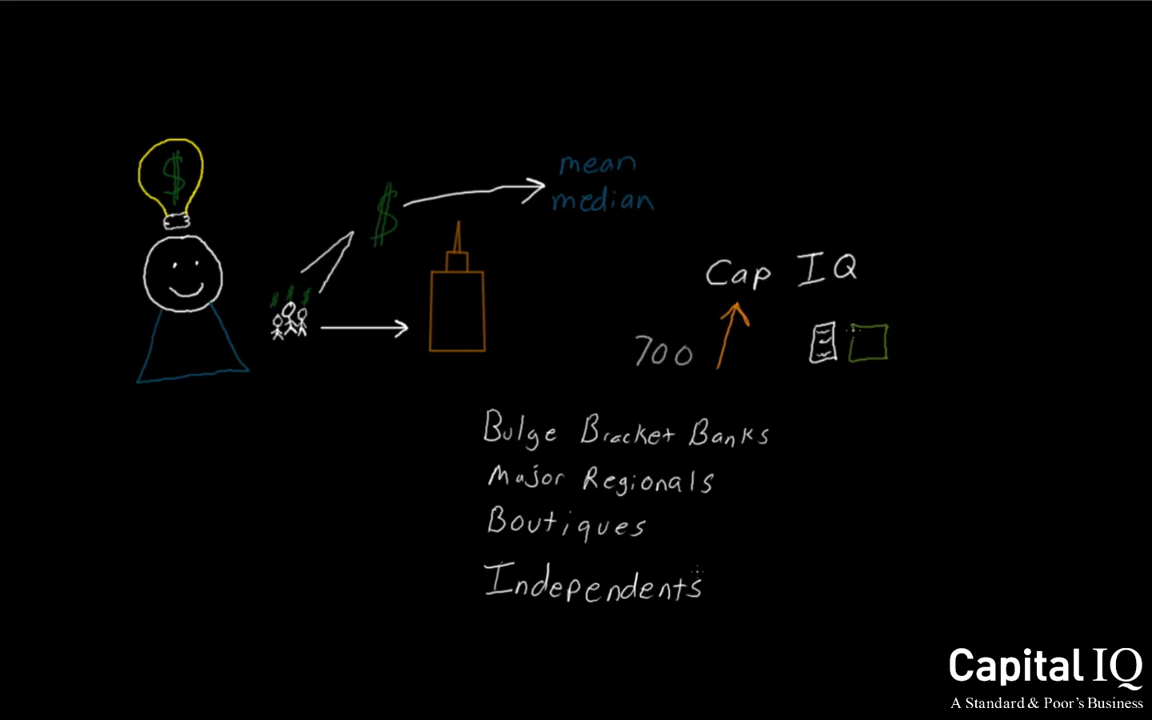 $
mean
$
median
$ $ $
Cap IQ
700
Bulge Bracket Banks
Major Regionals
Boutiques
Independents
Capital IQ
A Standard & Poor's Business